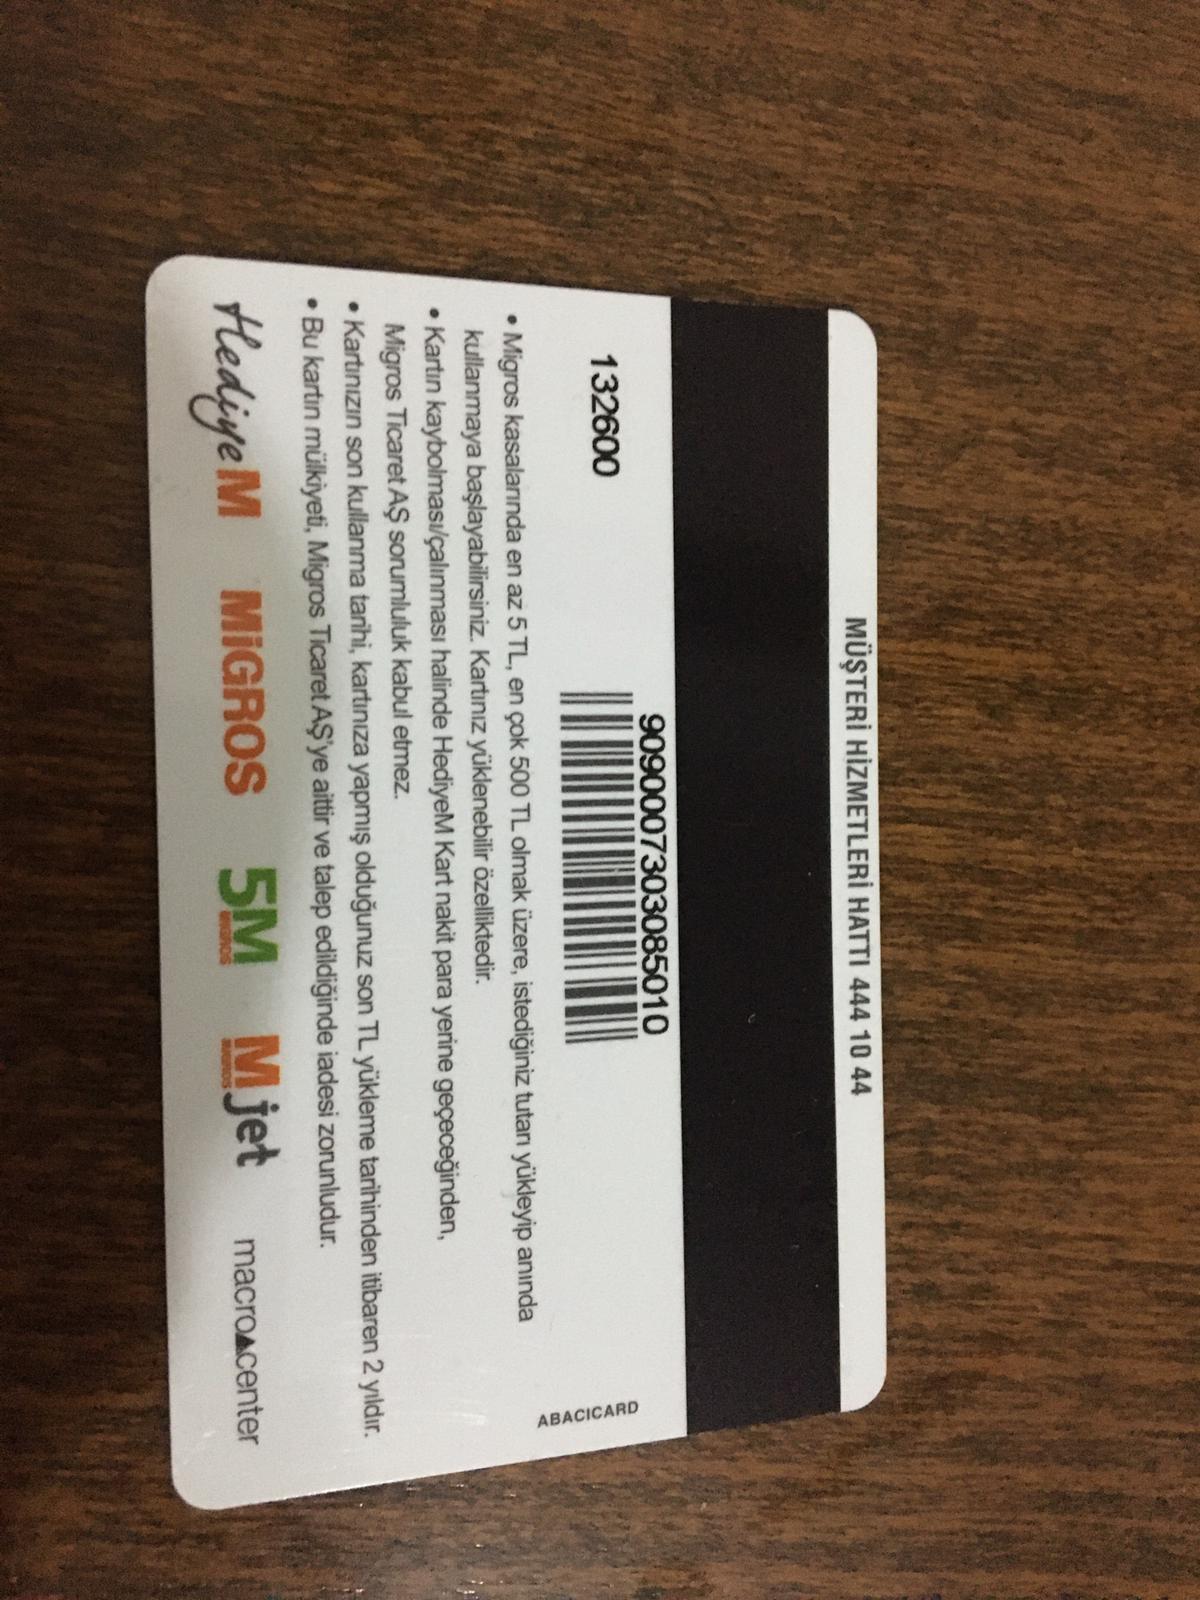 MÜŞTERİ HİZMETLERİ HATTI 444 10 44
9090007303085010
132600
• Migros kasalarında en az 5 TL, en çok 500 TL olmak üzere, istediğiniz tutarı yükleyip anında
kullanmaya başlayabilirsiniz. Kartınız yüklenebilir özelliktedir.
• Kartın kaybolması/çalınması halinde HediyeM Kart nakit para yerine geçeceğinden,
Migros Ticaret AŞ sorumluluk kabul etmez.
• Kartınızın son kullanma tarihi, kartınıza yapmış olduğunuz son TL yükleme tarihinden itibaren 2 yıldır.
• Bu kartın mülkiyeti, Migros Ticaret AŞ'ye aittir ve talep edildiğinde iadesi zorunludur.
ABACICARD
HediyeM MİGROS 5M MİGROS M MİGROS jet macrocenter